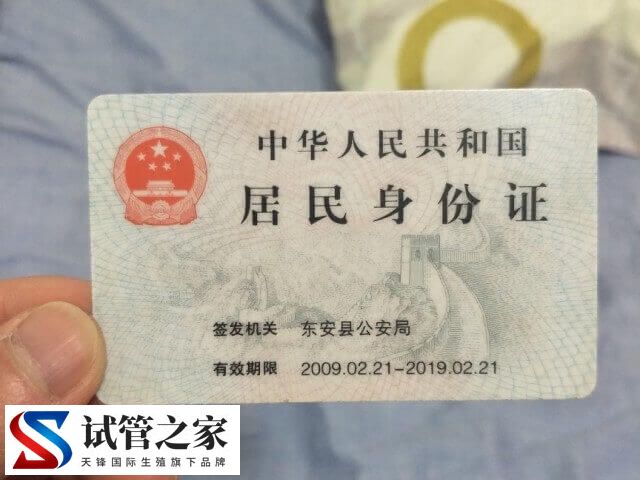 中华人民共和国
居民身份证
签发机关 东安县公安局
有效期限 2009.02.21-2019.02.21
试管之家
天锋国际生殖旗下品牌